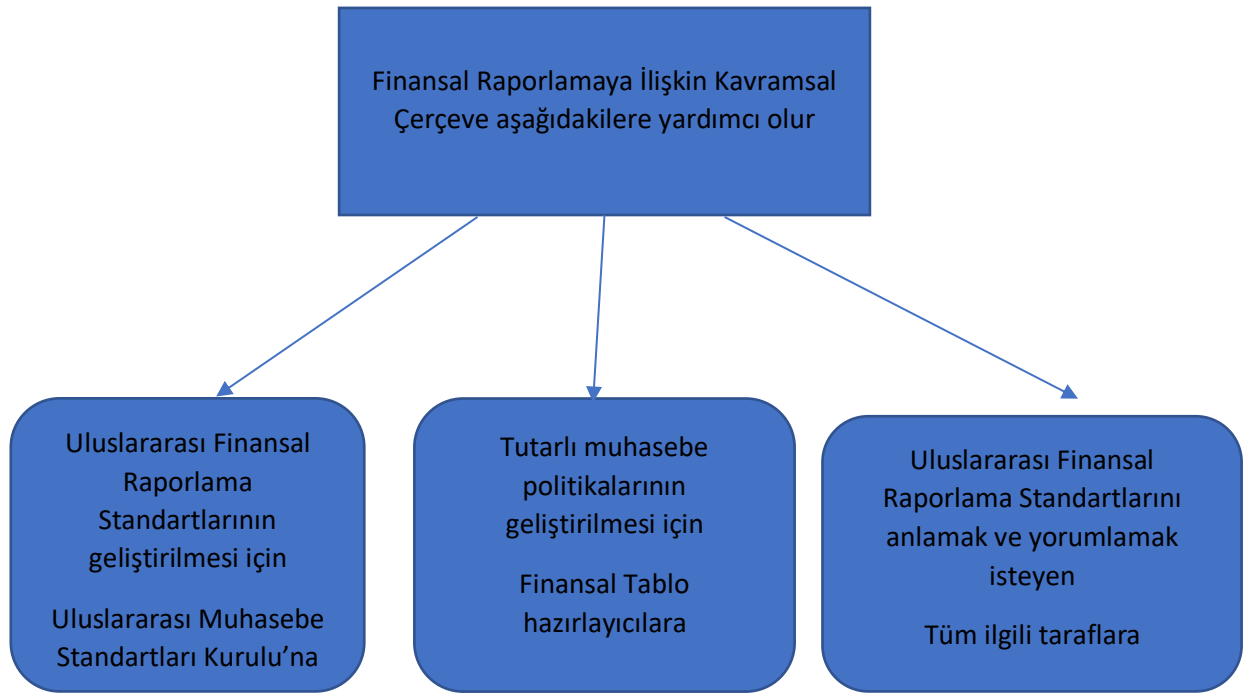 Finansal Raporlamaya İlişkin Kavramsal
Çerçeve aşağıdakilere yardımcı olur
Uluslararası Finansal
Raporlama
Standartlarının
geliştirilmesi için
Uluslararası Muhasebe
Standartları Kurulu’na
Tutarlı muhasebe
politikalarının
geliştirilmesi için
Finansal Tablo
hazırlayıcılara
Uluslararası Finansal
Raporlama Standartlarını
anlamak ve yorumlamak
isteyen
Tüm ilgili taraflara